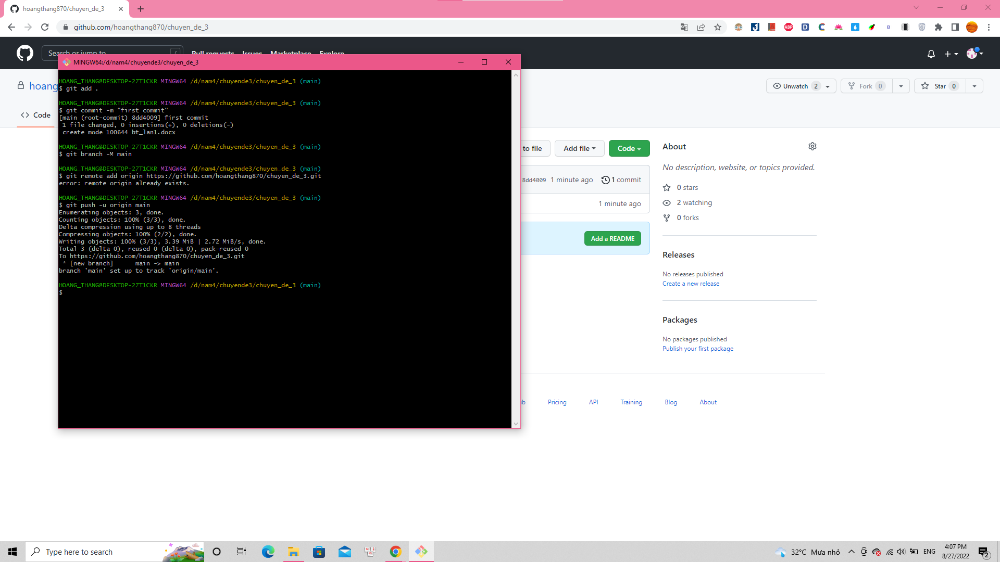 hoangthang870/chuyen_de_3
github.com/hoangthang870/chuyen_de_3
Search or jump to
/
Pull requests Issues Marketplace Explore
MINGW64:/d/nam4/chuyende3/chuyen_de_3
HOANG_THANG@DESKTOP-27T1CKR MINGW64 /d/nam4/chuyende3/chuyen_de_3 (main)
$ git add .
HOANG_THANG@DESKTOP-27T1CKR MINGW64 /d/nam4/chuyende3/chuyen_de_3 (main)
$ git commit -m "first commit"
[main (root-commit) 8dd4009] first commit
1 file changed, 0 insertions(+), 0 deletions(-)
create mode 100644 bt_lan1.docx
HOANG_THANG@DESKTOP-27T1CKR MINGW64 /d/nam4/chuyende3/chuyen_de_3 (main)
$ git branch -M main
HOANG_THANG@DESKTOP-27T1CKR MINGW64 /d/nam4/chuyende3/chuyen_de_3 (main)
$ git remote add origin https://github.com/hoangthang870/chuyen_de_3.git
error: remote origin already exists.
HOANG_THANG@DESKTOP-27T1CKR MINGW64 /d/nam4/chuyende3/chuyen_de_3 (main)
$ git push -u origin main
Enumerating objects: 3, done.
Counting objects: 100% (3/3), done.
Delta compression using up to 8 threads
Compressing objects: 100% (2/2), done.
Writing objects: 100% (3/3), 3.39 MiB | 2.72 MiB/s, done.
Total 3 (delta 0), reused 0 (delta 0), pack-reused 0
To https://github.com/hoangthang870/chuyen_de_3.git
* [new branch]      main -> main
branch 'main' set up to track 'origin/main'.
HOANG_THANG@DESKTOP-27T1CKR MINGW64 /d/nam4/chuyende3/chuyen_de_3 (main)
$
hoang
Code
Unwatch 2
Fork 0
Star 0
to file
Add file
Code
8dd4009 1 minute ago 1 commit
1 minute ago
Add a README
About
No description, website, or topics provided.
0 stars
2 watching
0 forks
Releases
No releases published
Create a new release
Packages
No packages published
Publish your first package
ub Pricing API Training Blog About
Type here to search
32°C Mưa nhỏ
ENG
4:07 PM
8/27/2022
2